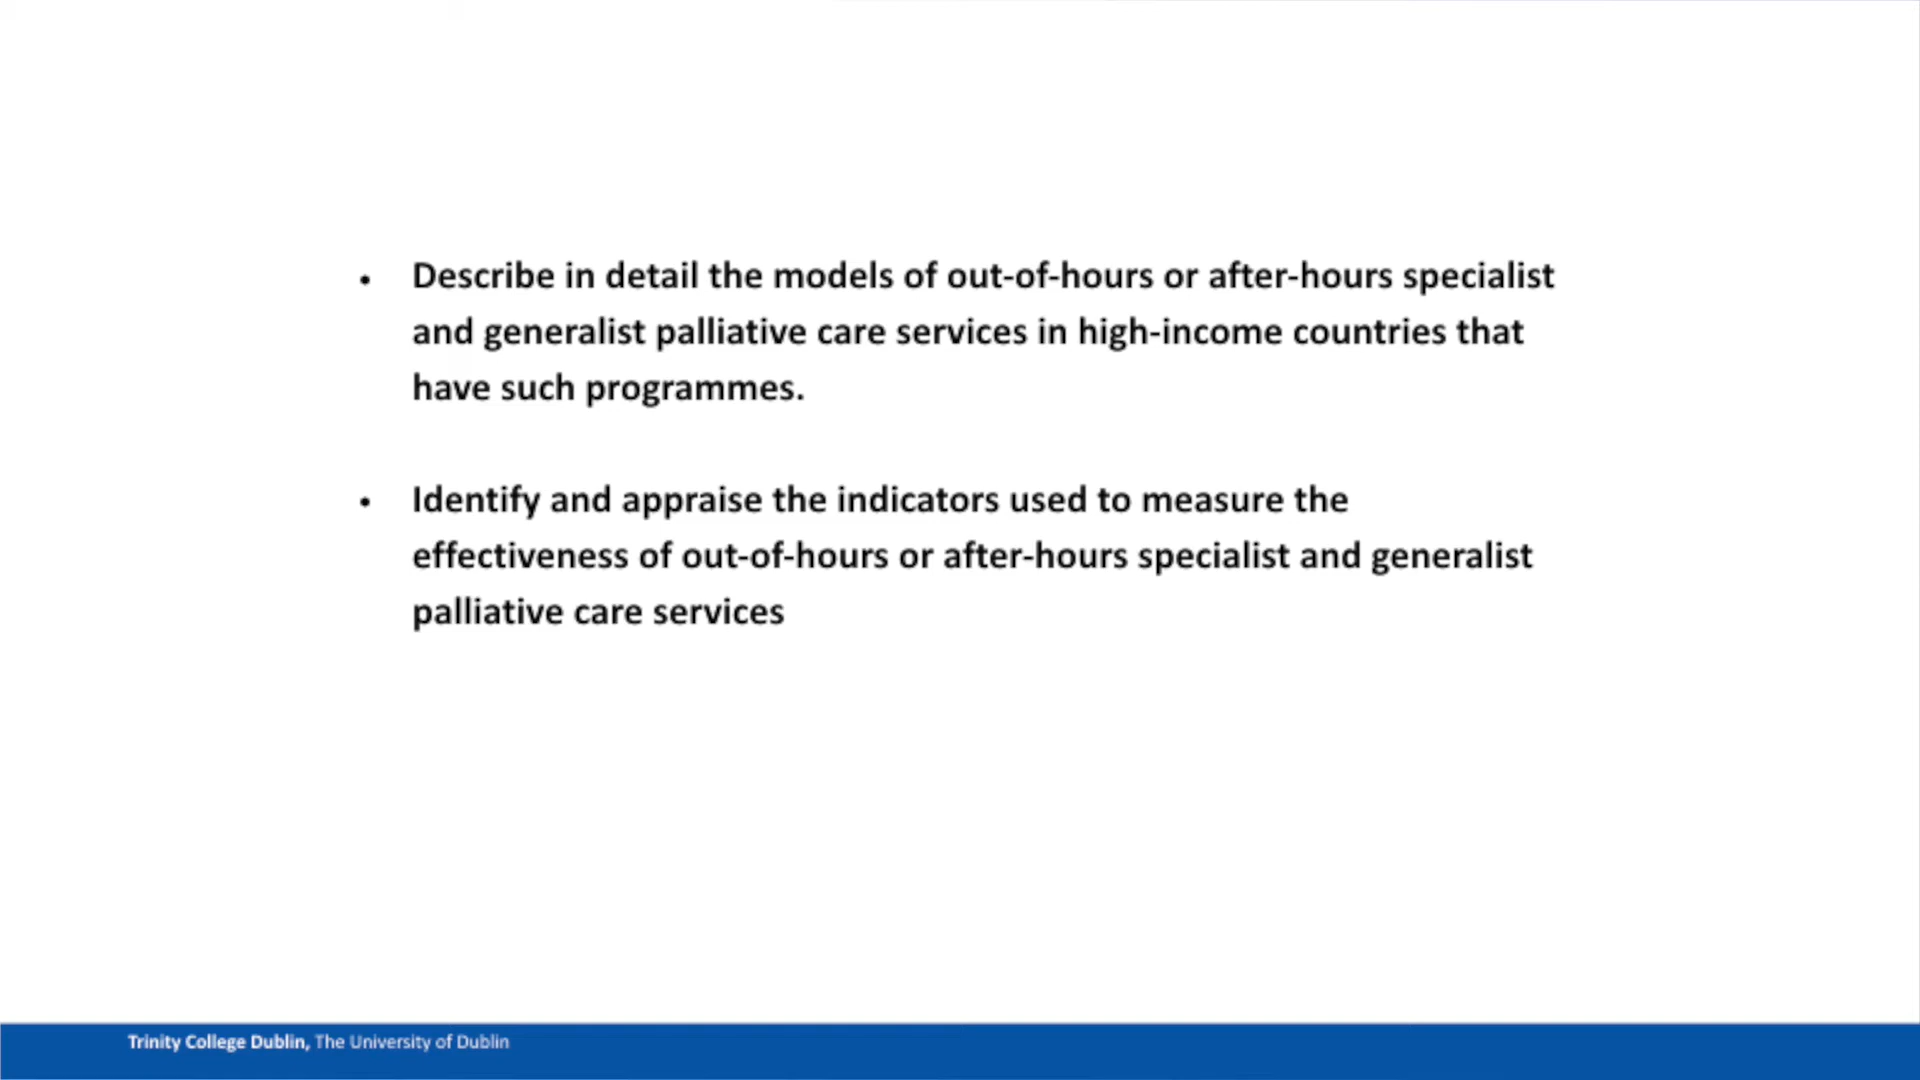 • Describe in detail the models of out-of-hours or after-hours specialist
and generalist palliative care services in high-income countries that
have such programmes.
• Identify and appraise the indicators used to measure the
effectiveness of out-of-hours or after-hours specialist and generalist
palliative care services
Trinity College Dublin, The University of Dublin